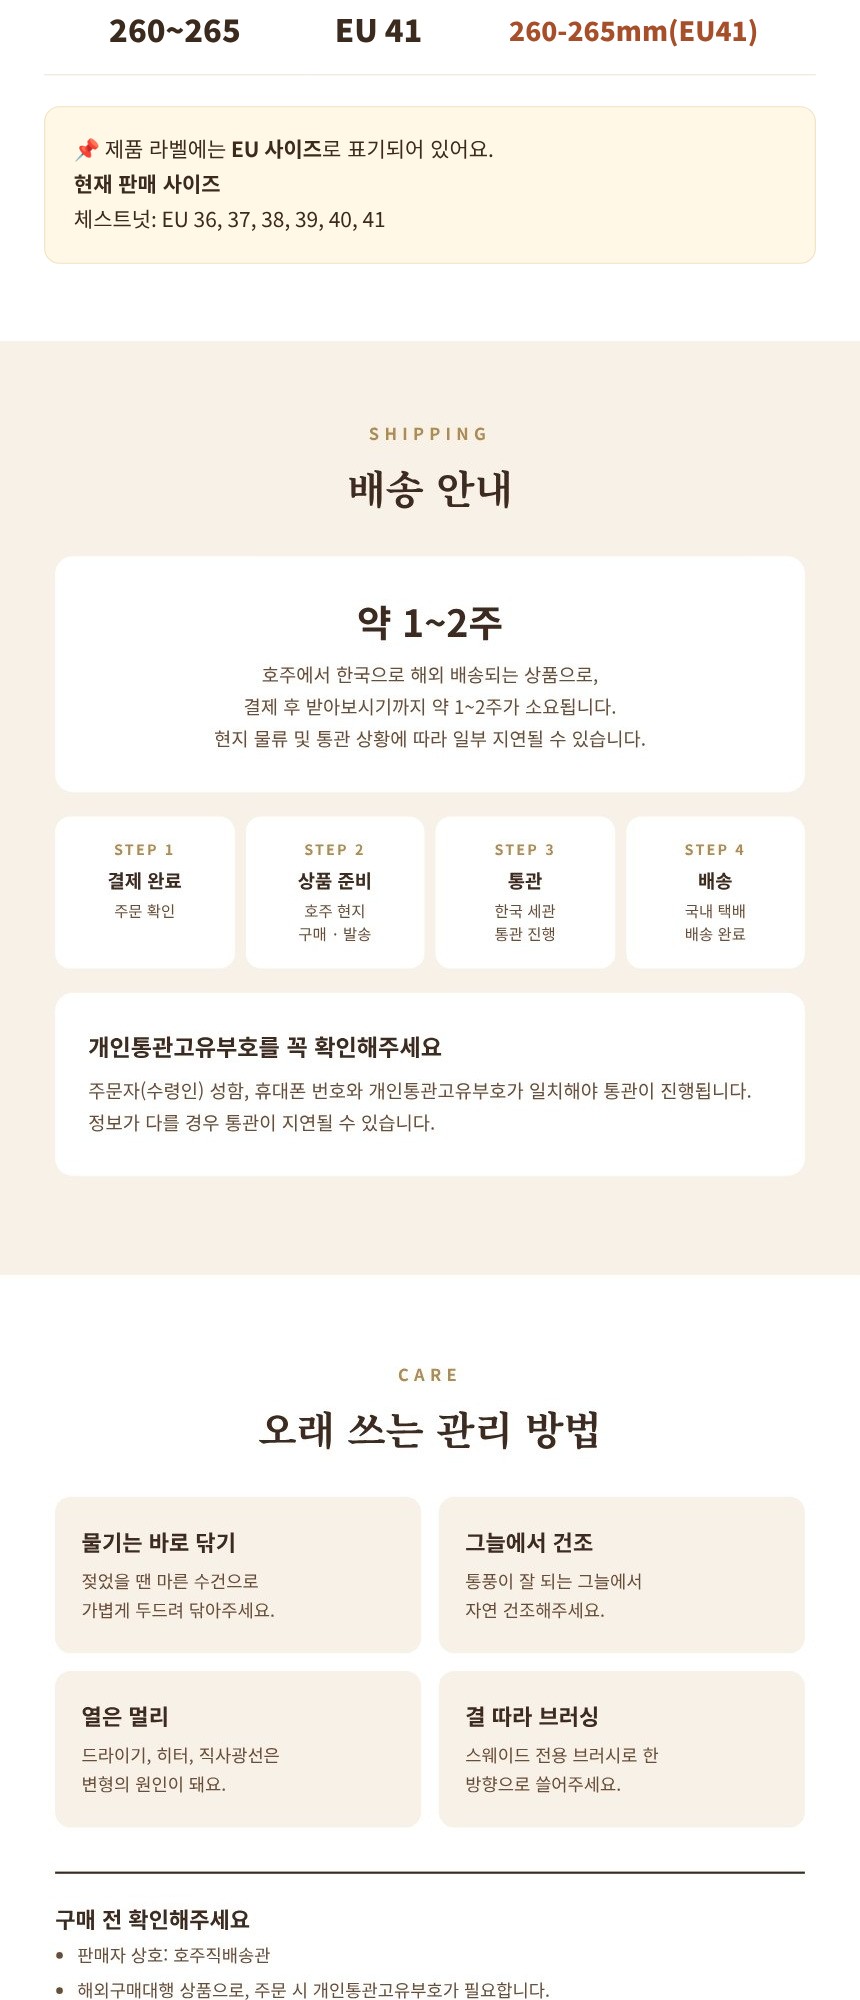 260~265 EU 41 260-265mm(EU41)
📌 제품 라벨에는 EU 사이즈로 표기되어 있어요.
현재 판매 사이즈
체스트넛: EU 36, 37, 38, 39, 40, 41
SHIPPING
배송 안내
약 1~2주
호주에서 한국으로 해외 배송되는 상품으로,
결제 후 받아보시기까지 약 1~2주가 소요됩니다.
현지 물류 및 통관 상황에 따라 일부 지연될 수 있습니다.
STEP 1
결제 완료
주문 확인
STEP 2
상품 준비
호주 현지
구매 · 발송
STEP 3
통관
한국 세관
통관 진행
STEP 4
배송
국내 택배
배송 완료
개인통관고유부호를 꼭 확인해주세요
주문자(수령인) 성함, 휴대폰 번호와 개인통관고유부호가 일치해야 통관이 진행됩니다.
정보가 다를 경우 통관이 지연될 수 있습니다.
CARE
오래 쓰는 관리 방법
물기는 바로 닦기
젖었을 땐 마른 수건으로
가볍게 두드려 닦아주세요.
그늘에서 건조
통풍이 잘 되는 그늘에서
자연 건조해주세요.
열은 멀리
드라이기, 히터, 직사광선은
변형의 원인이 돼요.
결 따라 브러싱
스웨이드 전용 브러시로 한
방향으로 쓸어주세요.
구매 전 확인해주세요
• 판매자 상호: 호주직배송관
• 해외구매대행 상품으로, 주문 시 개인통관고유부호가 필요합니다.